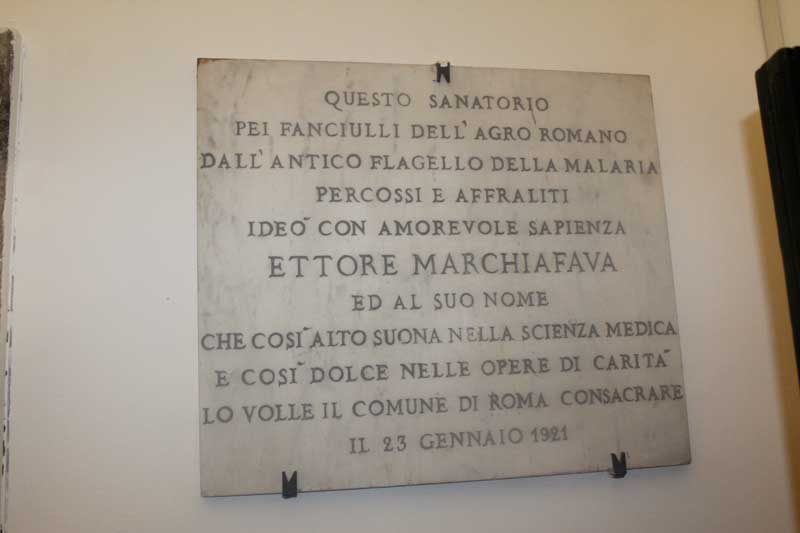 QUESTO SANATORIO
PEI FANCIULLI DELL'AGRO ROMANO
DALL'ANTICO FLAGELLO DELLA MALARIA
PERCOSSI E AFFRALITI
IDEÒ CON AMOREVOLE SAPIENZA
ETTORE MARCHIAFAVA
ED AL SUO NOME
CHE COSÌ ALTO SUONA NELLA SCIENZA MEDICA
E COSÌ DOLCE NELLE OPERE DI CARITÀ
LO VOLLE IL COMUNE DI ROMA CONSACRARE
IL 23 GENNAIO 1921